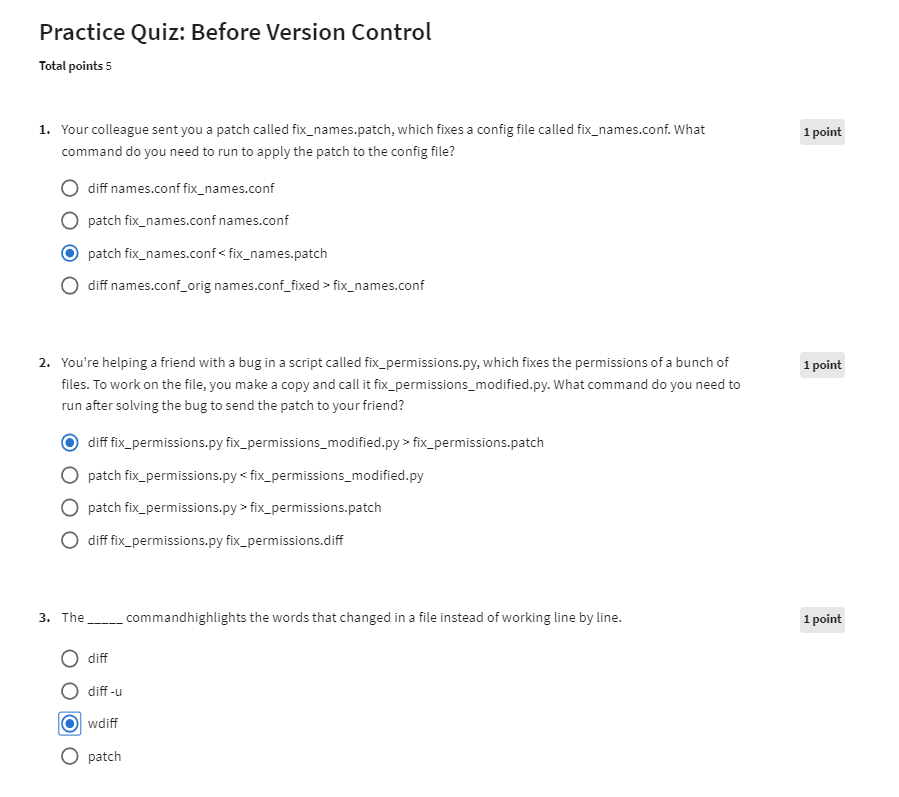 Practice Quiz: Before Version Control
Total points 5
1. Your colleague sent you a patch called fix_names.patch, which fixes a config file called fix_names.conf. What 1 point
command do you need to run to apply the patch to the config file?
diff names.conf fix_names.conf
patch fix_names.conf names.conf
patch fix_names.conf < fix_names.patch
diff names.conf_orig names.conf_fixed > fix_names.conf
2. You're helping a friend with a bug in a script called fix_permissions.py, which fixes the permissions of a bunch of 1 point
files. To work on the file, you make a copy and call it fix_permissions_modified.py. What command do you need to
run after solving the bug to send the patch to your friend?
diff fix_permissions.py fix_permissions_modified.py > fix_permissions.patch
patch fix_permissions.py < fix_permissions_modified.py
patch fix_permissions.py > fix_permissions.patch
diff fix_permissions.py fix_permissions.diff
3. The _____ commandhighlights the words that changed in a file instead of working line by line. 1 point
diff
diff -u
wdiff
patch